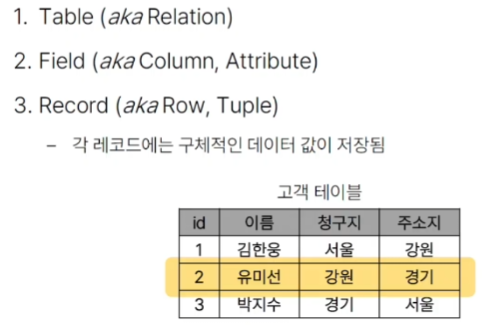 1. Table (aka Relation)
2. Field (aka Column, Attribute)
3. Record (aka Row, Tuple)
– 각 레코드에는 구체적인 데이터 값이 저장됨
고객 테이블
id 이름 청구지 주소지
1 김한웅 서울 강원
2 유미선 강원 경기
3 박지수 경기 서울